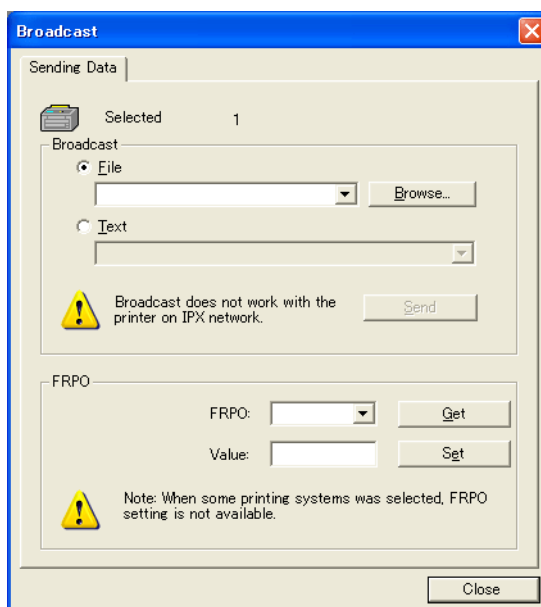 Broadcast
Sending Data
Selected 1
Broadcast
File
Browse...
Text
Broadcast does not work with the
printer on IPX network.
Send
FRPO
FRPO:
Get
Value:
Set
Note: When some printing systems was selected, FRPO
setting is not available.
Close